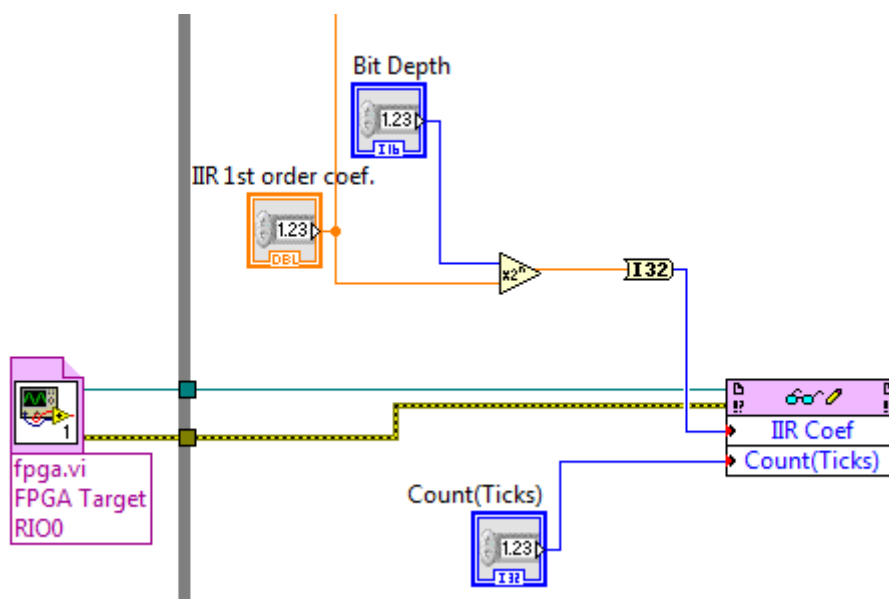 Bit Depth
1.23
I16
IIR 1st order coef.
1.23
DBL
x2ⁿ
I32
1
fpga.vi
FPGA Target
RIO0
!?
!?
IIR Coef
Count(Ticks)
Count(Ticks)
1.23
I32